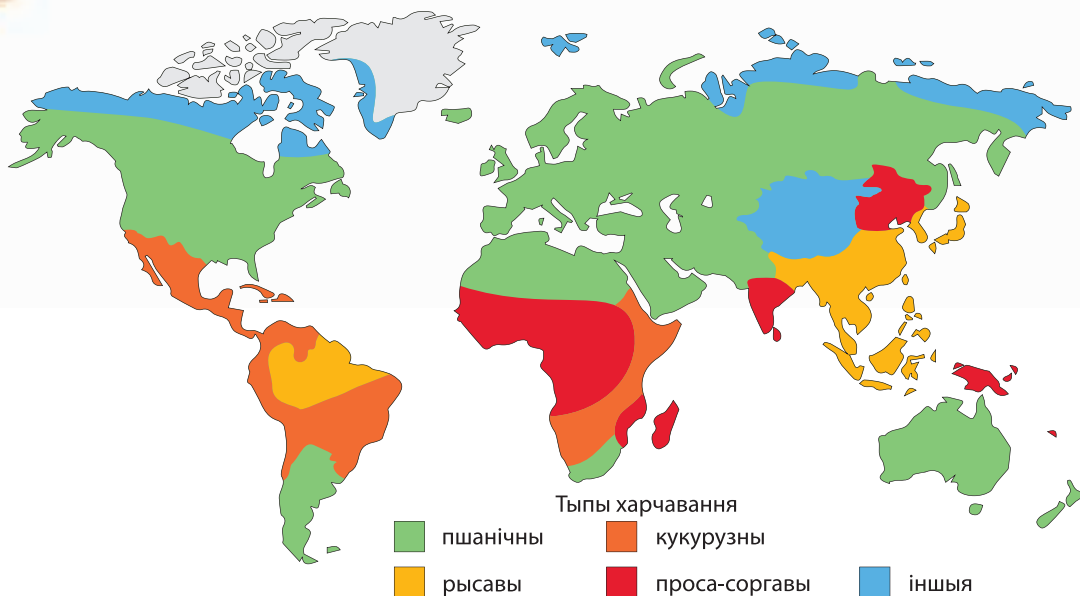 Тыпы харчавання
пшанічны
кукурузны
рысавы
проса-соргавы
іншыя